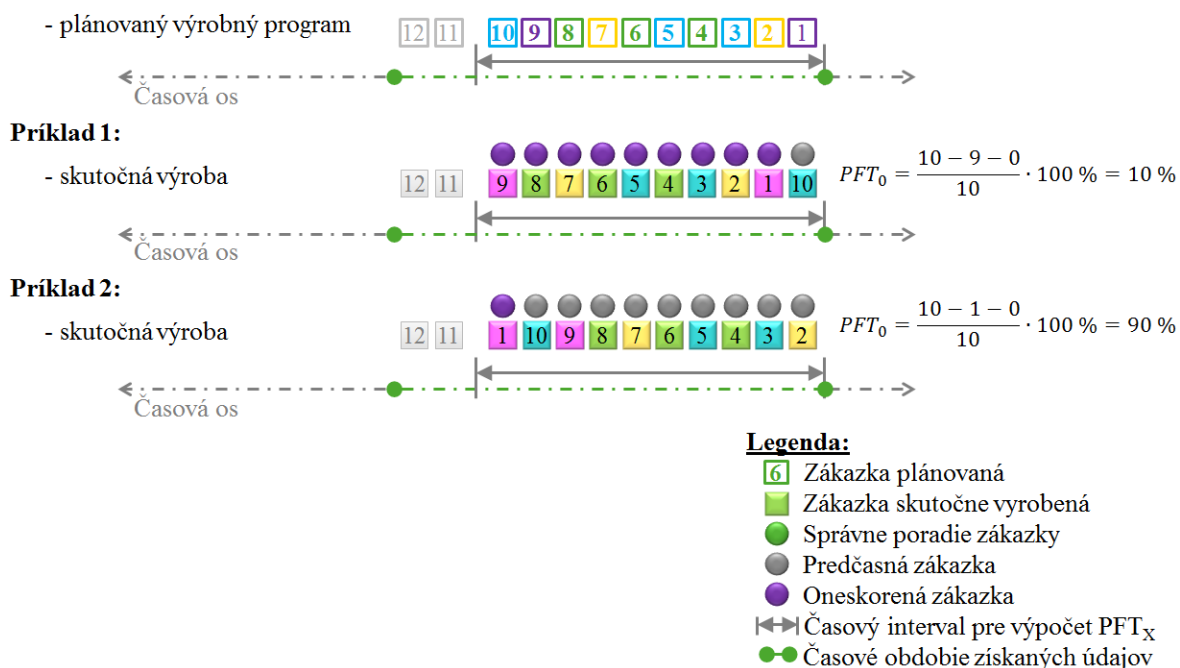 - plánovaný výrobný program
12 11 10 9 8 7 6 5 4 3 2 1
Časová os
Príklad 1:
- skutočná výroba
12 11 9 8 7 6 5 4 3 2 1 10
PFT₀ = (10 − 9 − 0)/10 · 100 % = 10 %
Časová os
Príklad 2:
- skutočná výroba
12 11 1 10 9 8 7 6 5 4 3 2
PFT₀ = (10 − 1 − 0)/10 · 100 % = 90 %
Časová os
Legenda:
6 Zákazka plánovaná
Zákazka skutočne vyrobená
Správne poradie zákazky
Predčasná zákazka
Oneskorená zákazka
Časový interval pre výpočet PFTX
Časové obdobie získaných údajov